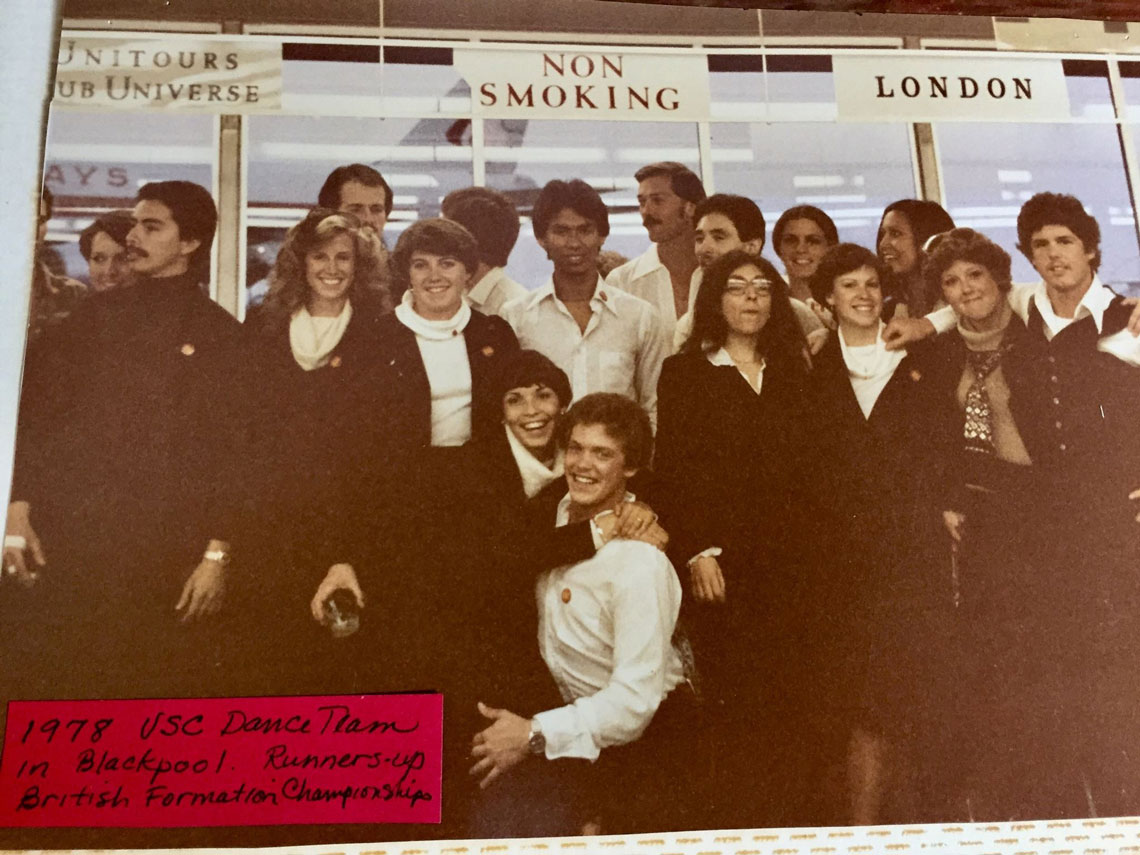 UNITOURS
UB UNIVERSE
NON
SMOKING
LONDON
AYS
1978 USC Dance Team
in Blackpool. Runners-up
British Formation Championships